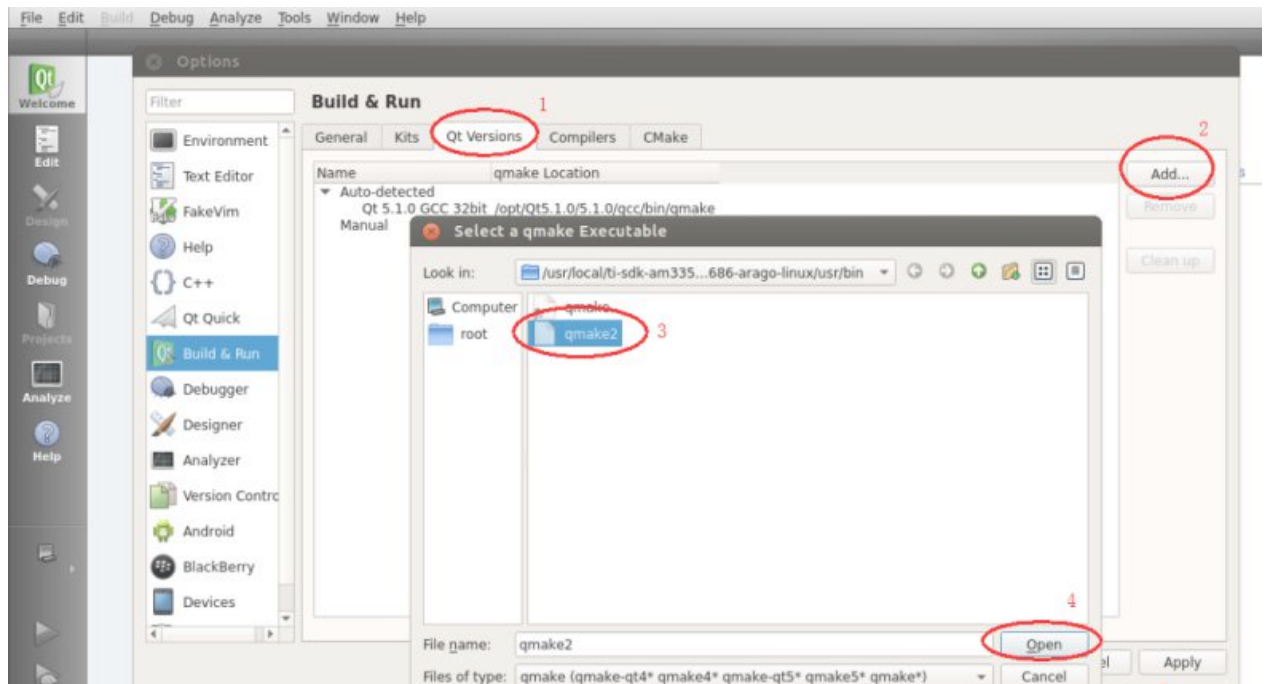 File Edit Build Debug Analyze Tools Window Help
Options
Welcome
Edit
Design
Debug
Projects
Analyze
Help
Filter
Environment
Text Editor
FakeVim
Help
C++
Qt Quick
Build & Run
Debugger
Designer
Analyzer
Version Contro
Android
BlackBerry
Devices
Build & Run
1
General Kits Qt Versions Compilers CMake
2
Name qmake Location
Add...
Auto-detected
Qt 5.1.0 GCC 32bit /opt/Qt5.1.0/5.1.0/gcc/bin/qmake
Remove
Manual
Clean up
Select a qmake Executable
Look in: /usr/local/ti-sdk-am335...686-arago-linux/usr/bin
Computer
root
qmake
qmake2
3
4
File name: qmake2 Open
Files of type: qmake (qmake-qt4* qmake4* qmake-qt5* qmake5* qmake*) Cancel
el
Apply
s